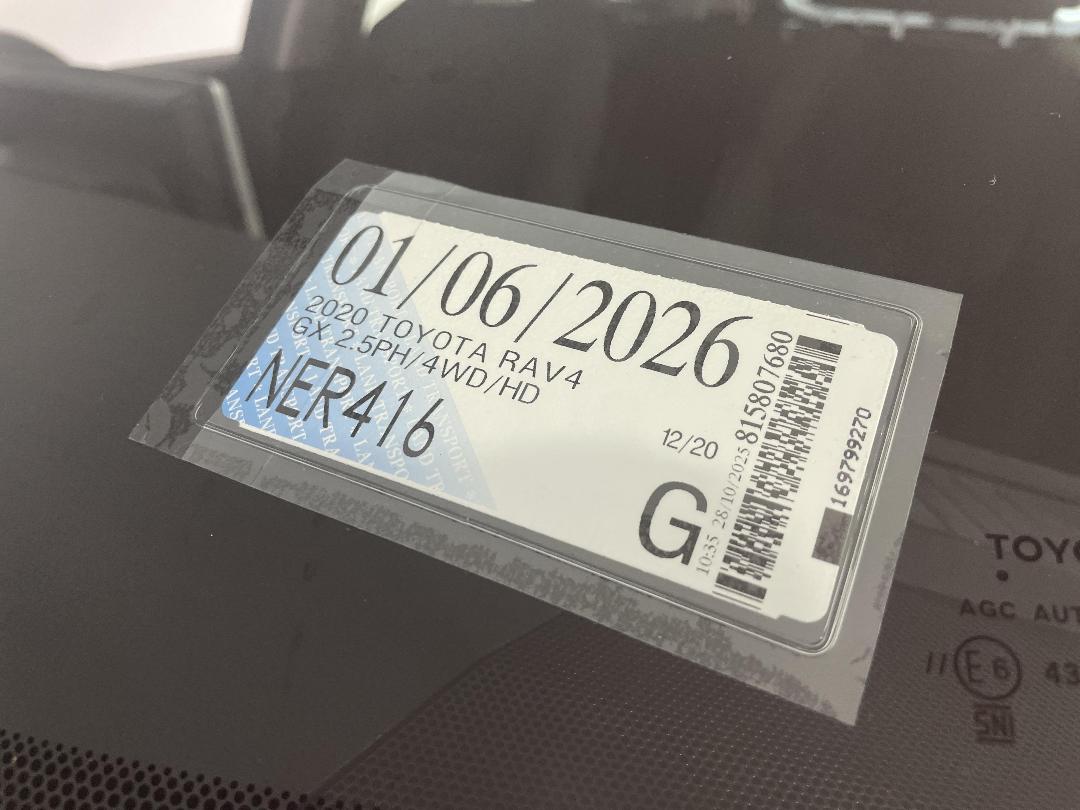 01/06/2026
2020 TOYOTA RAV4
GX 2.5PH/4WD/HD
NER416
12/20
G
10:35 28/10/2025 815807680
169799270
TOYO
AGC AUT
//
E6
43
SNI